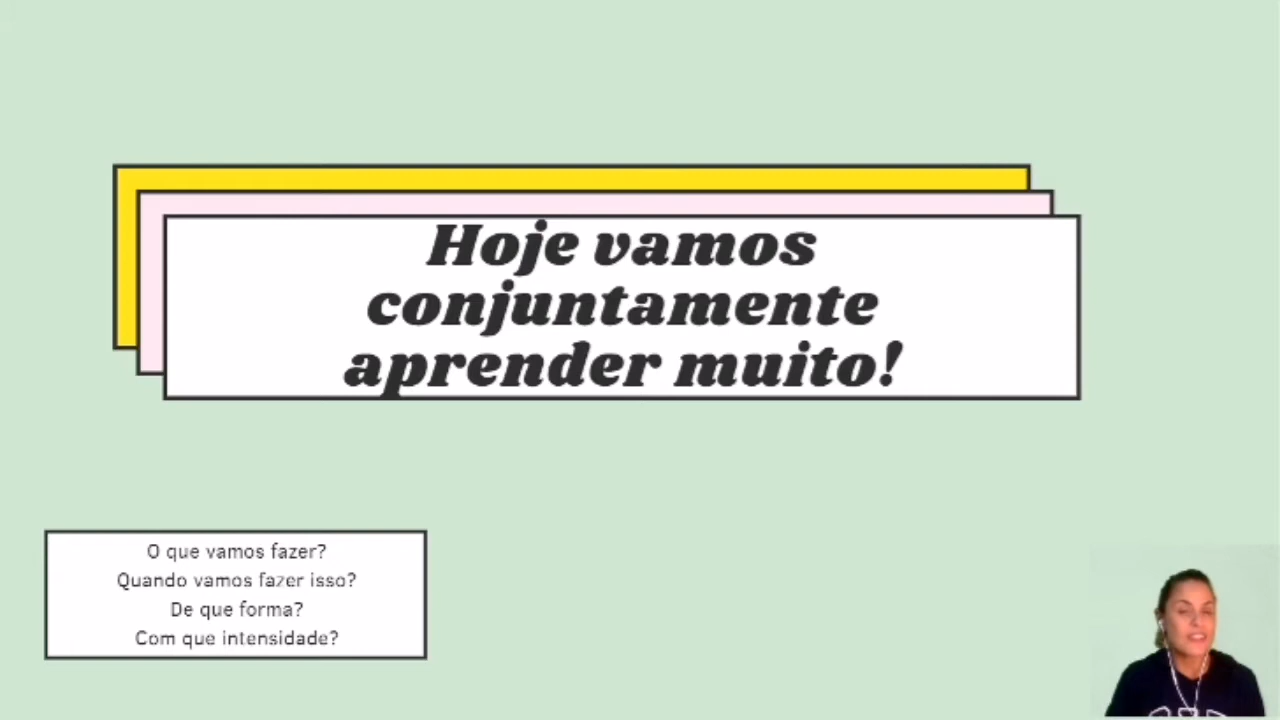 Hoje vamos
conjuntamente
aprender muito!
O que vamos fazer?
Quando vamos fazer isso?
De que forma?
Com que intensidade?